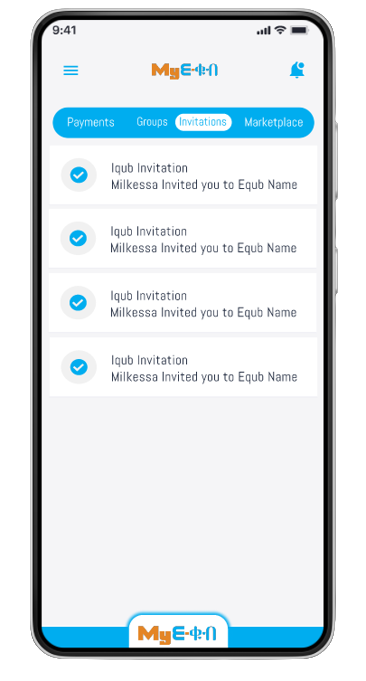 9:41
MyE-ቁብ
Payments Groups Invitations Marketplace
Iqub Invitation
Milkessa Invited you to Equb Name
Iqub Invitation
Milkessa Invited you to Equb Name
Iqub Invitation
Milkessa Invited you to Equb Name
Iqub Invitation
Milkessa Invited you to Equb Name
MyE-ቁብ